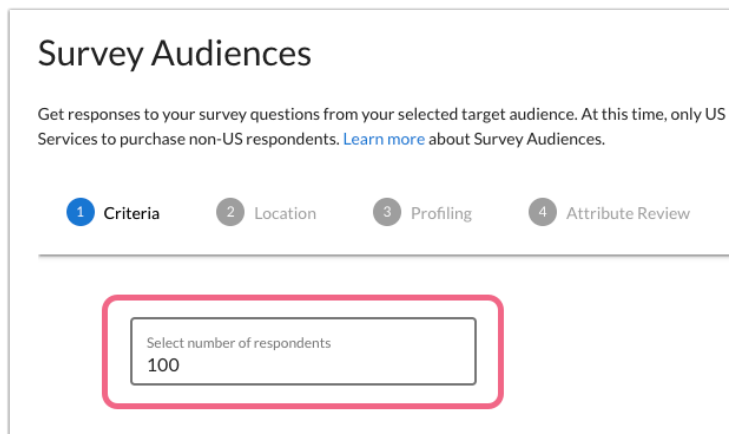 Survey Audiences
Get responses to your survey questions from your selected target audience. At this time, only US
Services to purchase non-US respondents. Learn more about Survey Audiences.
1 Criteria 2 Location 3 Profiling 4 Attribute Review
Select number of respondents
100